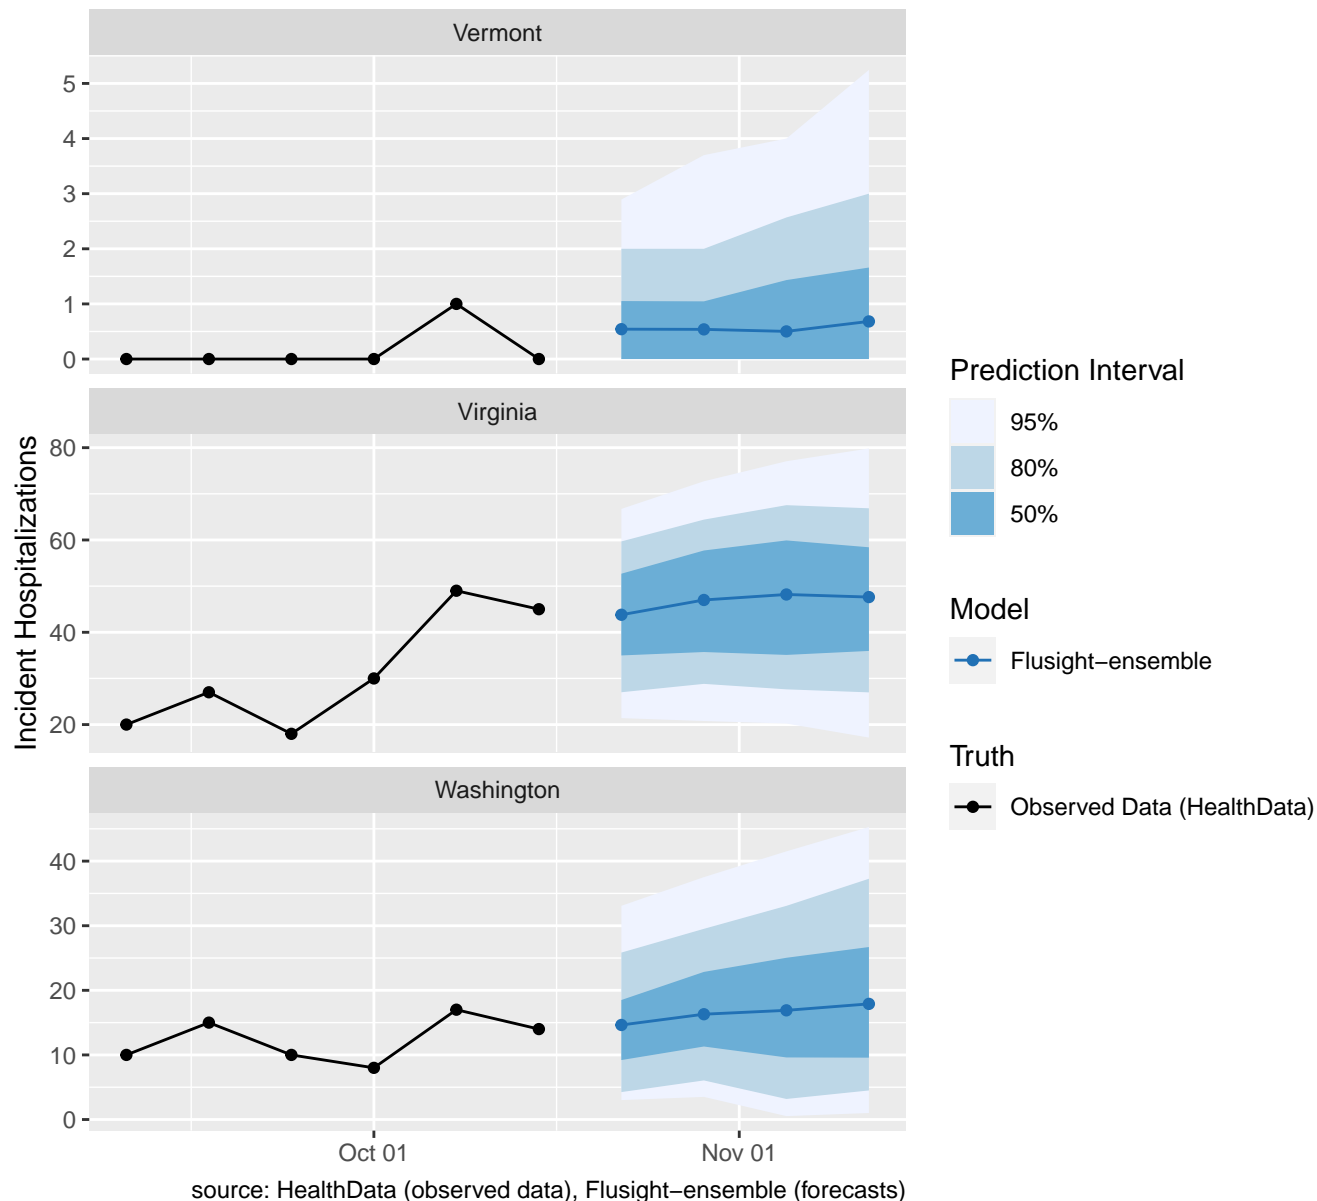 Vermont
5
4
3
2
1
0
Virginia
80
60
40
20
Washington
40
30
20
10
0
Oct 01
Nov 01
Incident Hospitalizations
source: HealthData (observed data), Flusight−ensemble (forecasts)
Prediction Interval
95%
80%
50%
Model
Flusight−ensemble
Truth
Observed Data (HealthData)